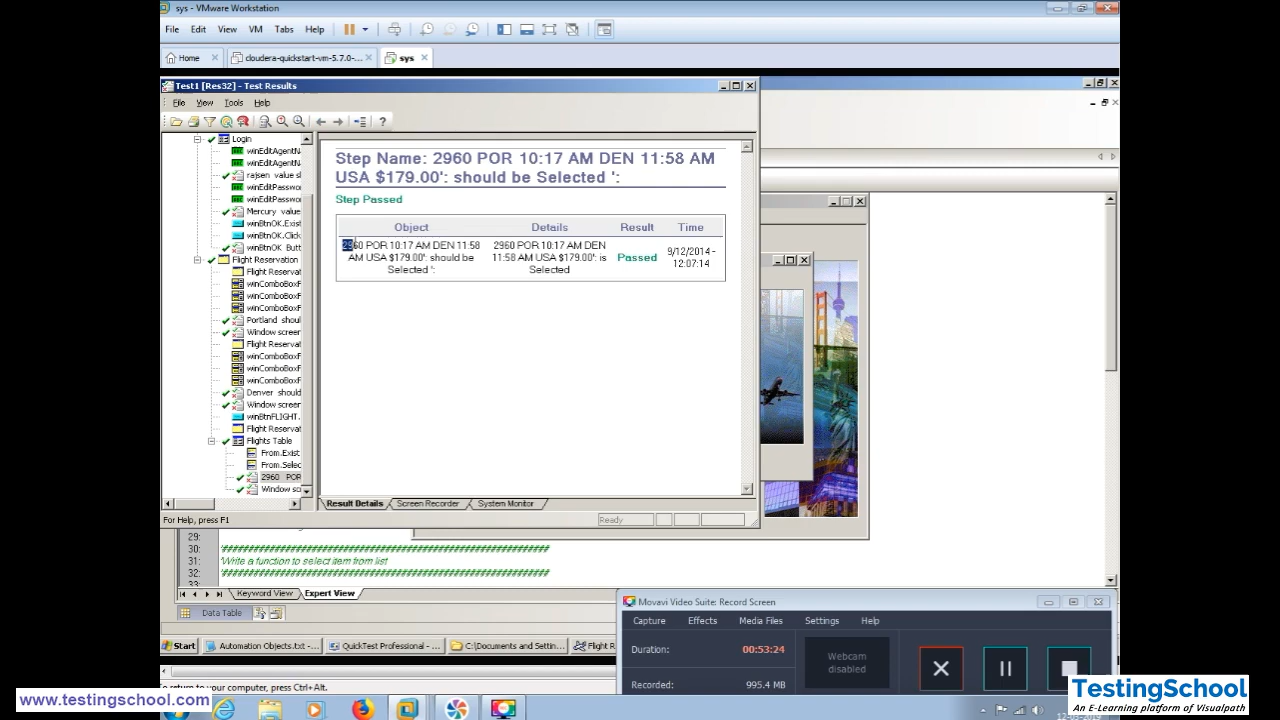 sys - VMware Workstation
File Edit View VM Tabs Help
Home cloudera-quickstart-vm-5.7.0-... sys
Test1 [Res32] - Test Results
File View Tools Help
Login
winEditAgentN
winEditAgentN
rajsen valu
winEditPasswo
winEditPasswo
Mercury value
winBtnOK.Exist
winBtnOK.Click
winBtnOK Butt
Flight Reservation
Flight Reservat
winComboBoxF
winComboBoxF
winComboBoxF
Portland shou
Window screen
Flight Reservat
winComboBoxF
winComboBoxF
winComboBoxF
Denver should
Window screen
winBtnFLIGHT.
Flight Reservat
Flights Table
From.Exist
From.Selec
2960 POR
Window sc
Step Name: 2960 POR 10:17 AM DEN 11:58 AM
USA $179.00': should be Selected ':
Step Passed
Object Details Result Time
2960 POR 10:17 AM DEN 11:58
AM USA $179.00': should be
Selected ':
2960 POR 10:17 AM DEN
11:58 AM USA $179.00': is
Selected
Passed
9/12/2014 -
12:07:14
Result Details Screen Recorder System Monitor
For Help, press F1
Ready
29:
30: '##########################################################
31: 'Write a function to select item from list
32: '##########################################################
33:
Keyword View Expert View
Data Table
Start Automation Objects.txt -... QuickTest Professional - ... C:\Documents and Settin... Flight R
To return to your computer, press Ctrl+Alt.
Movavi Video Suite: Record Screen
Capture Effects Media Files Settings Help
Duration: 00:53:24
Webcam
disabled
Recorded: 995.4 MB
www.testingschool.com
TestingSchool
An E-Learning platform of Visualpath